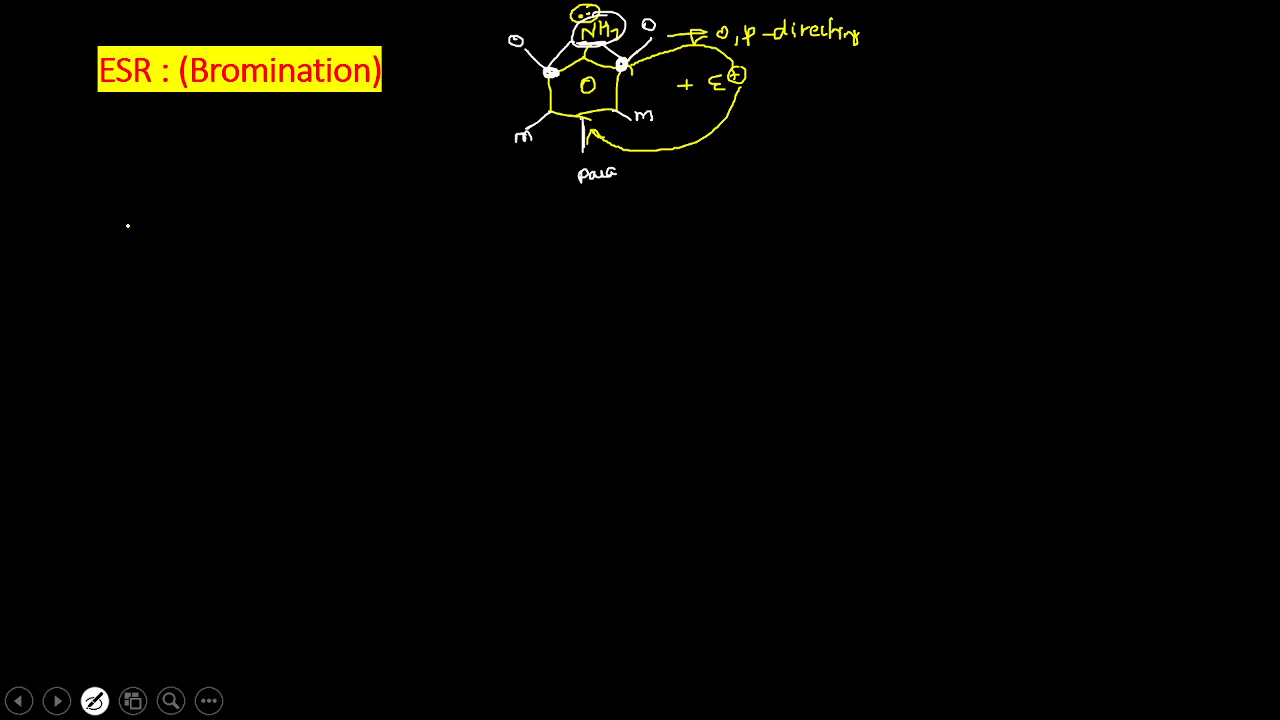 ESR : (Bromination)
NH2
O
O
→ o, p-directing
O
+ E+
m
m
para